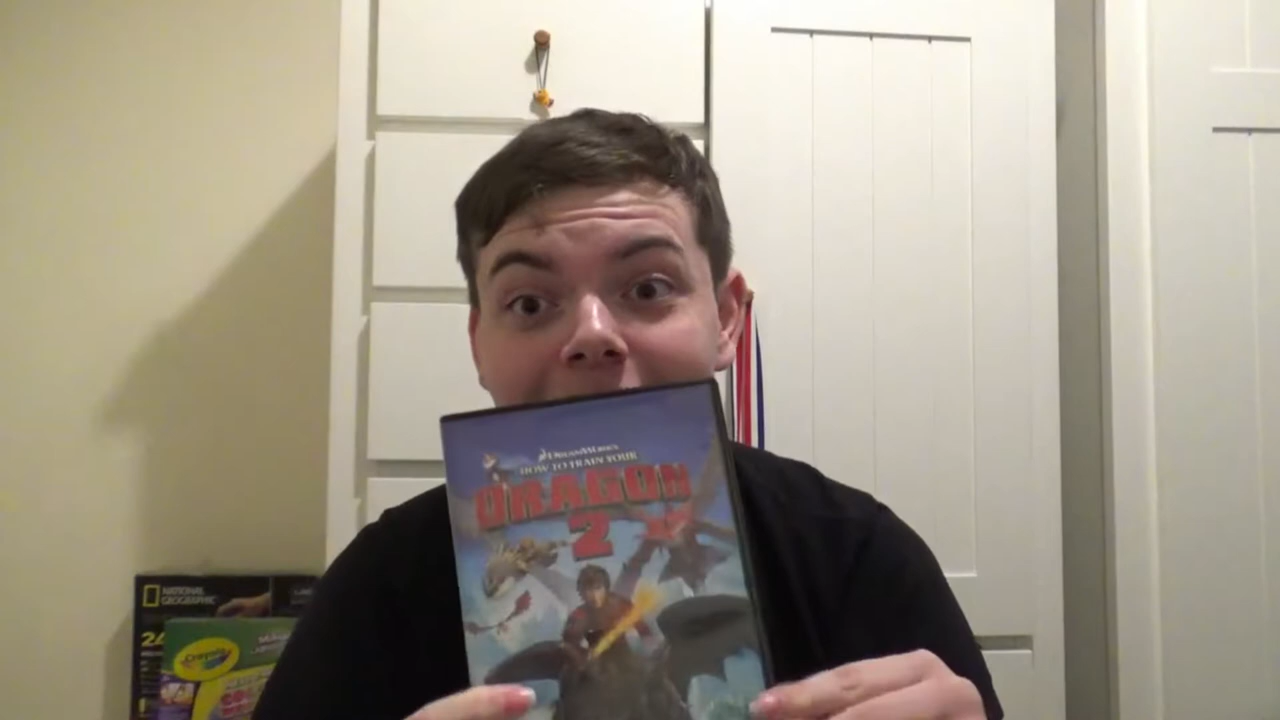 DREAMWORKS
HOW TO TRAIN YOUR
DRAGON
2
NATIONAL
GEOGRAPHIC
Crayola